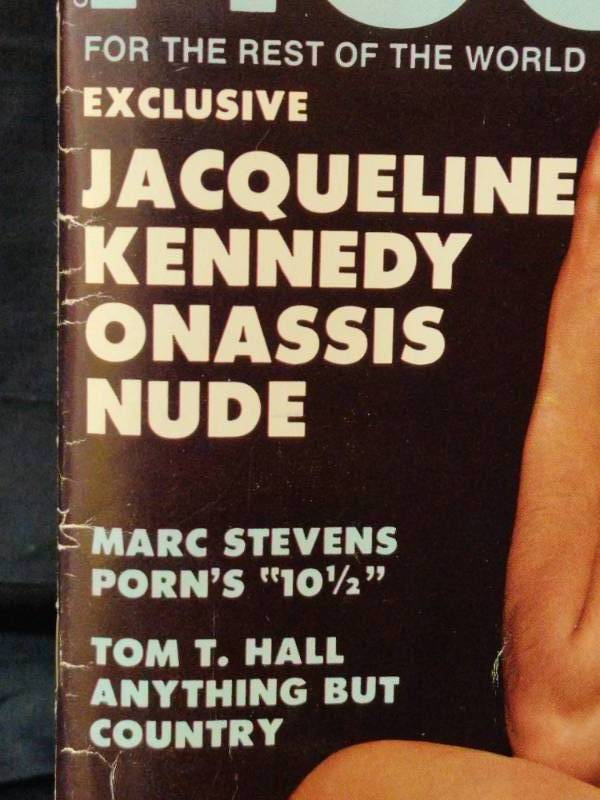 FOR THE REST OF THE WORLD
EXCLUSIVE
JACQUELINE
KENNEDY
ONASSIS
NUDE
MARC STEVENS
PORN'S "10½"
TOM T. HALL
ANYTHING BUT
COUNTRY